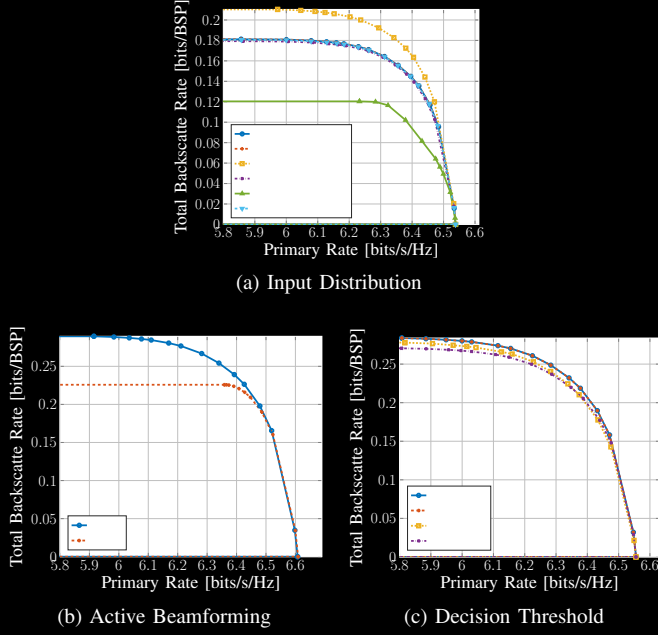 Total Backscatte Rate [bits/BSP]
0.2
0.18
0.16
0.14
0.12
0.1
0.08
0.06
0.04
0.02
0
5.8 5.9 6 6.1 6.2 6.3 6.4 6.5 6.6
Primary Rate [bits/s/Hz]
(a) Input Distribution
Total Backscatte Rate [bits/BSP]
0.25
0.2
0.15
0.1
0.05
0
5.8 5.9 6 6.1 6.2 6.3 6.4 6.5 6.6
Primary Rate [bits/s/Hz]
(b) Active Beamforming
Total Backscatte Rate [bits/BSP]
0.25
0.2
0.15
0.1
0.05
0
5.8 5.9 6 6.1 6.2 6.3 6.4 6.5 6.6
Primary Rate [bits/s/Hz]
(c) Decision Threshold